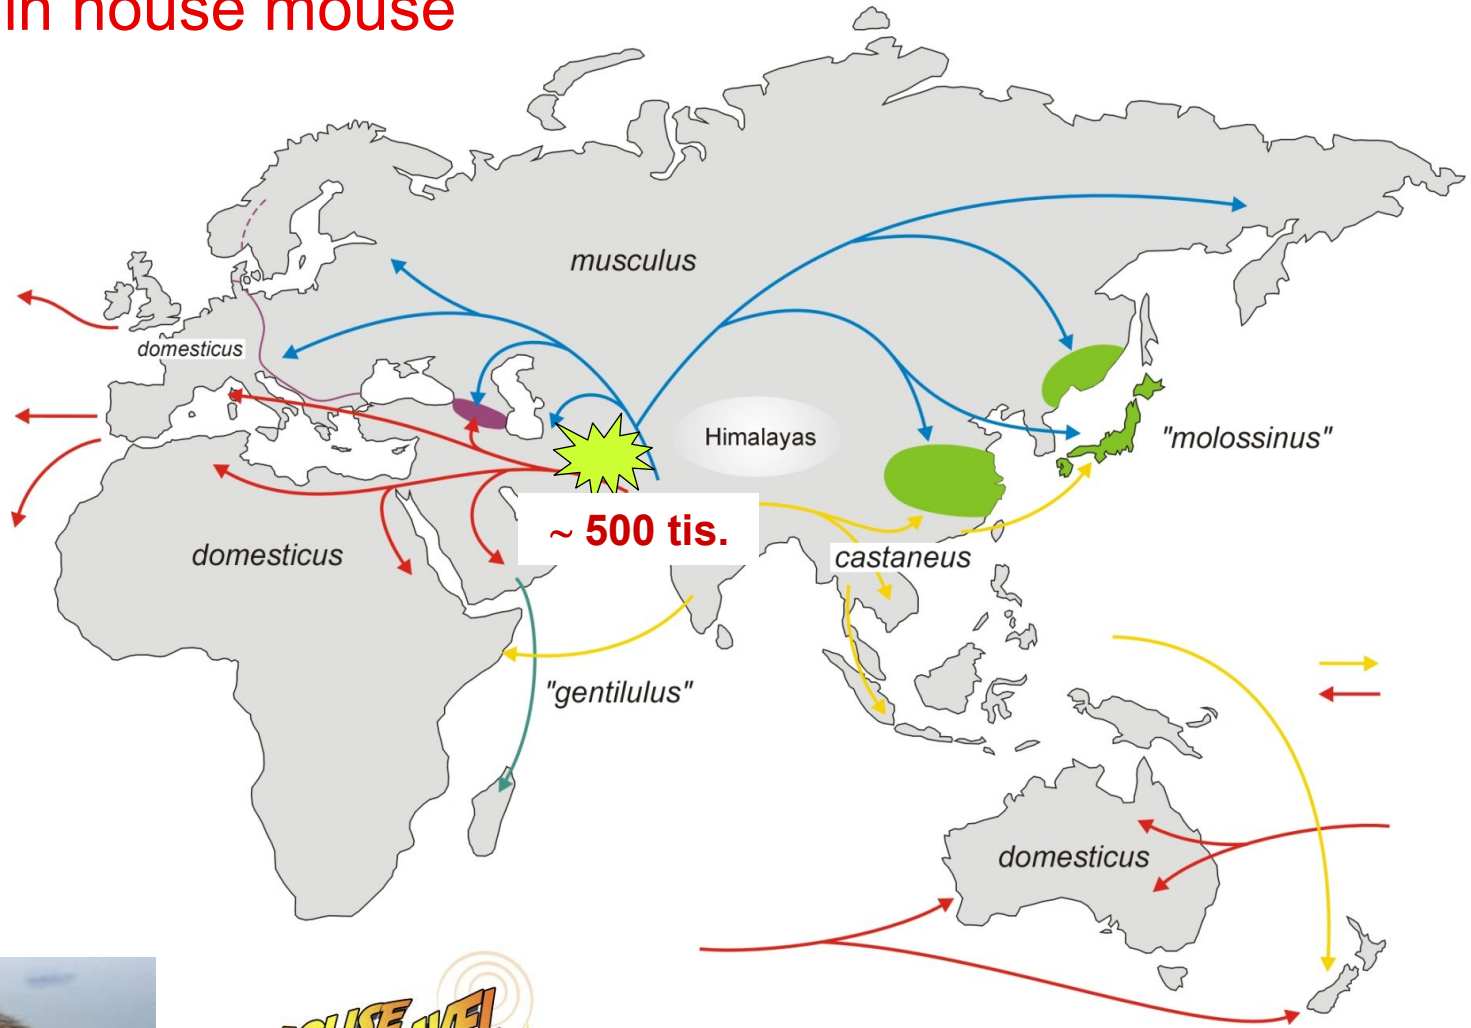 in house mouse
musculus
domesticus
Himalayas
"molossinus"
~ 500 tis.
domesticus
castaneus
"gentilulus"
domesticus